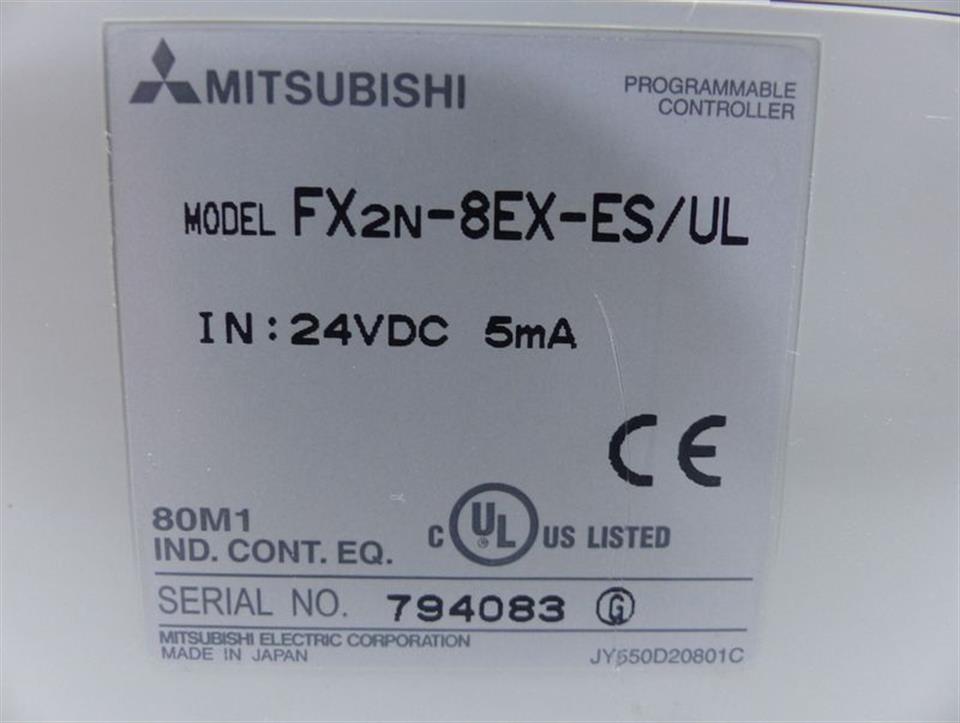 MITSUBISHI
PROGRAMMABLE
CONTROLLER
MODEL FX2N-8EX-ES/UL
IN: 24VDC 5mA
CE
80M1
IND. CONT. EQ.
C UL ® US LISTED
SERIAL NO. 794083 G
MITSUBISHI ELECTRIC CORPORATION
MADE IN JAPAN
JY550D20801C